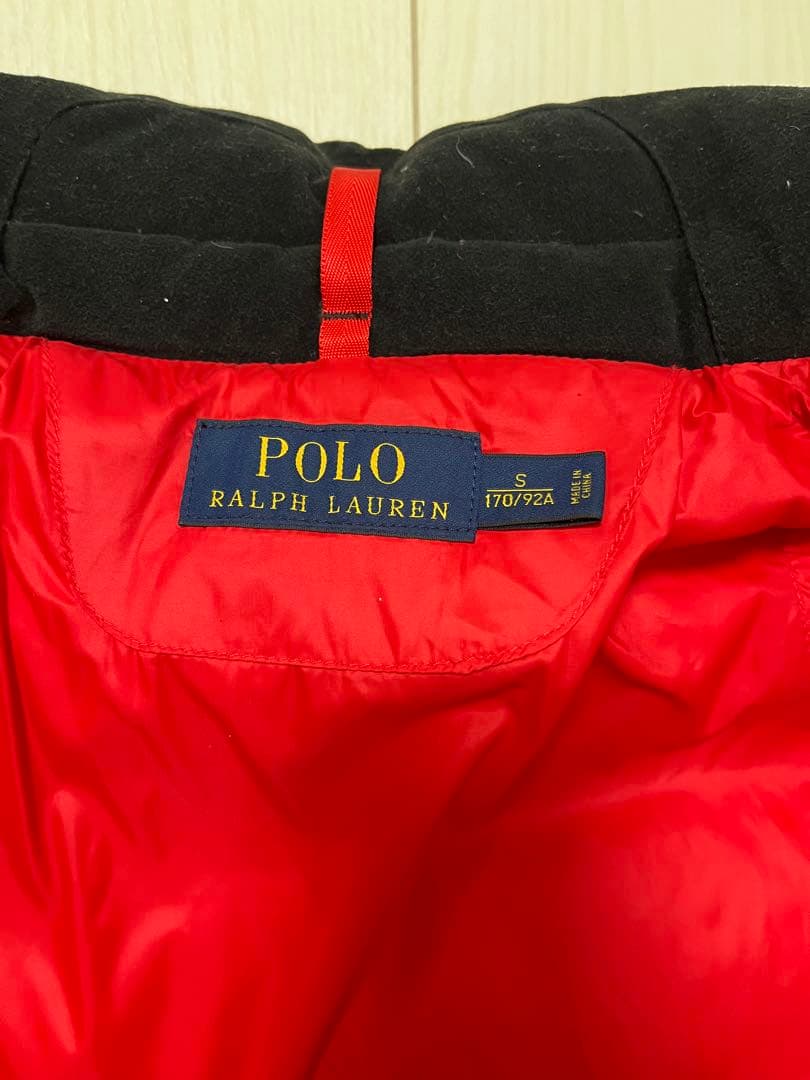 POLO
RALPH LAUREN
S
170/92A
MADE IN
CHINA